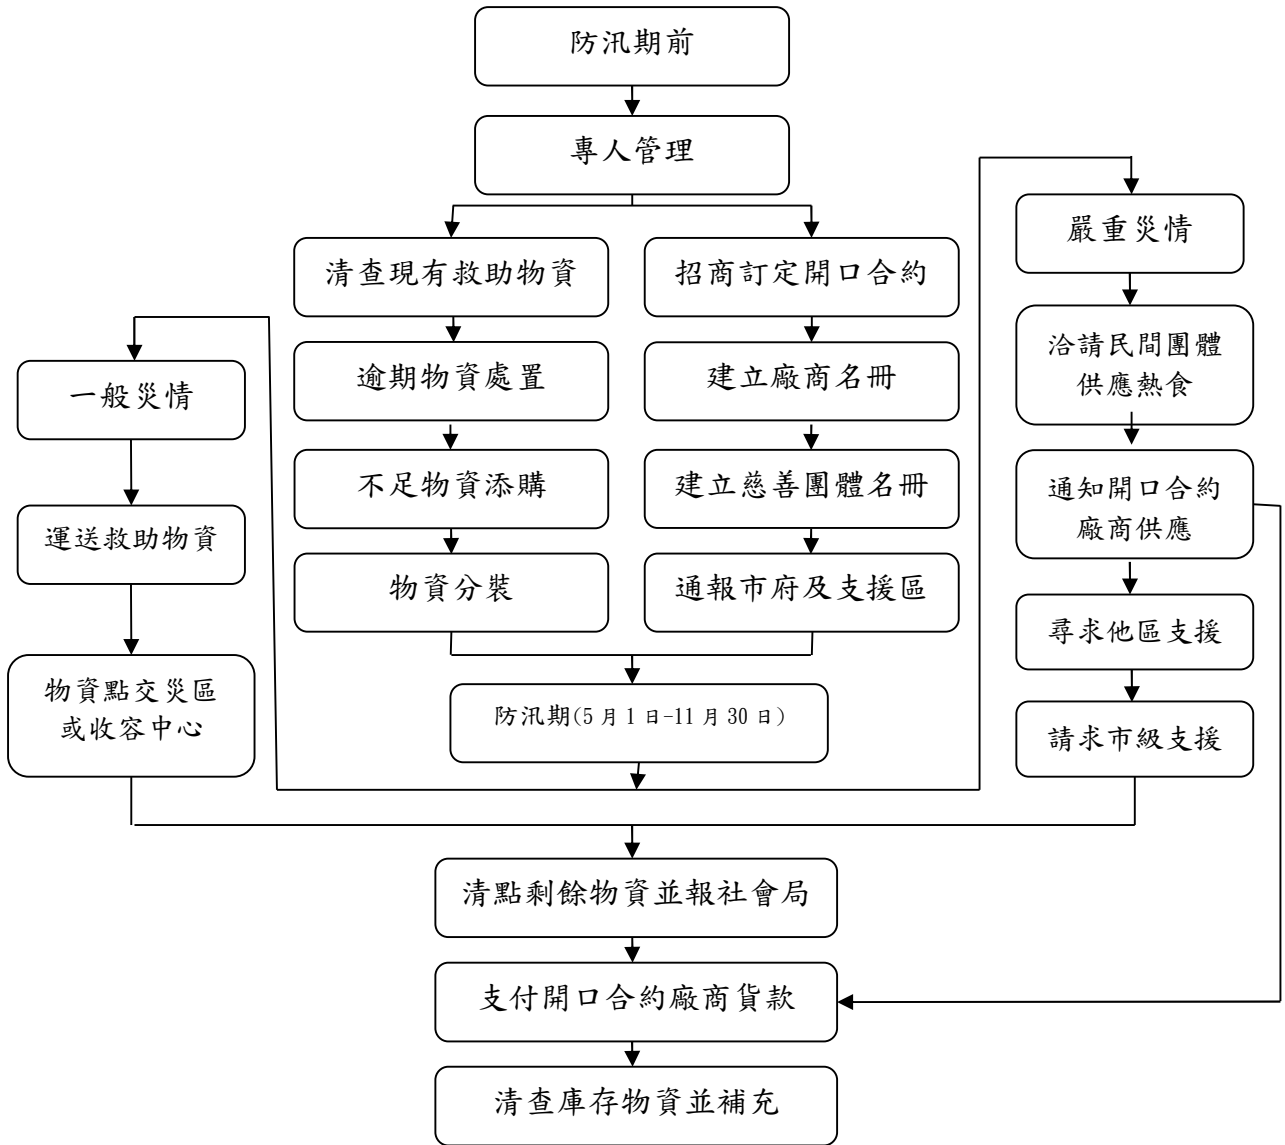 防汛期前
專人管理
清查現有救助物資
逾期物資處置
不足物資添購
物資分裝
招商訂定開口合約
建立廠商名冊
建立慈善團體名冊
通報市府及支援區
防汛期(5月1日-11月30日)
一般災情
運送救助物資
物資點交災區
或收容中心
嚴重災情
洽請民間團體
供應熱食
通知開口合約
廠商供應
尋求他區支援
請求市級支援
清點剩餘物資並報社會局
支付開口合約廠商貨款
清查庫存物資並補充